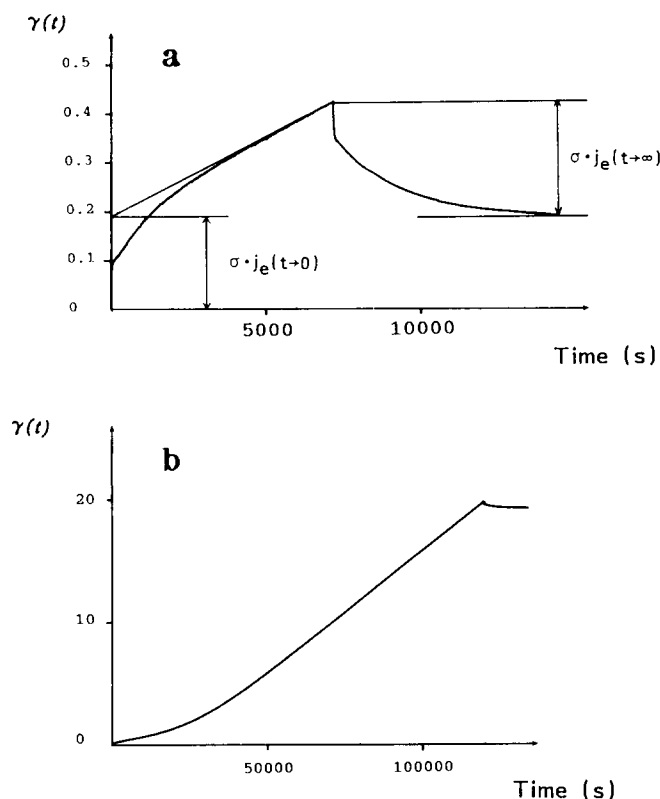 γ(t)
a
0.5
0.4
0.3
0.2
0.1
0
σ·jₑ(t→∞)
σ·jₑ(t→0)
5000
10000
Time (s)
γ(t)
b
20
10
0
50000
100000
Time (s)